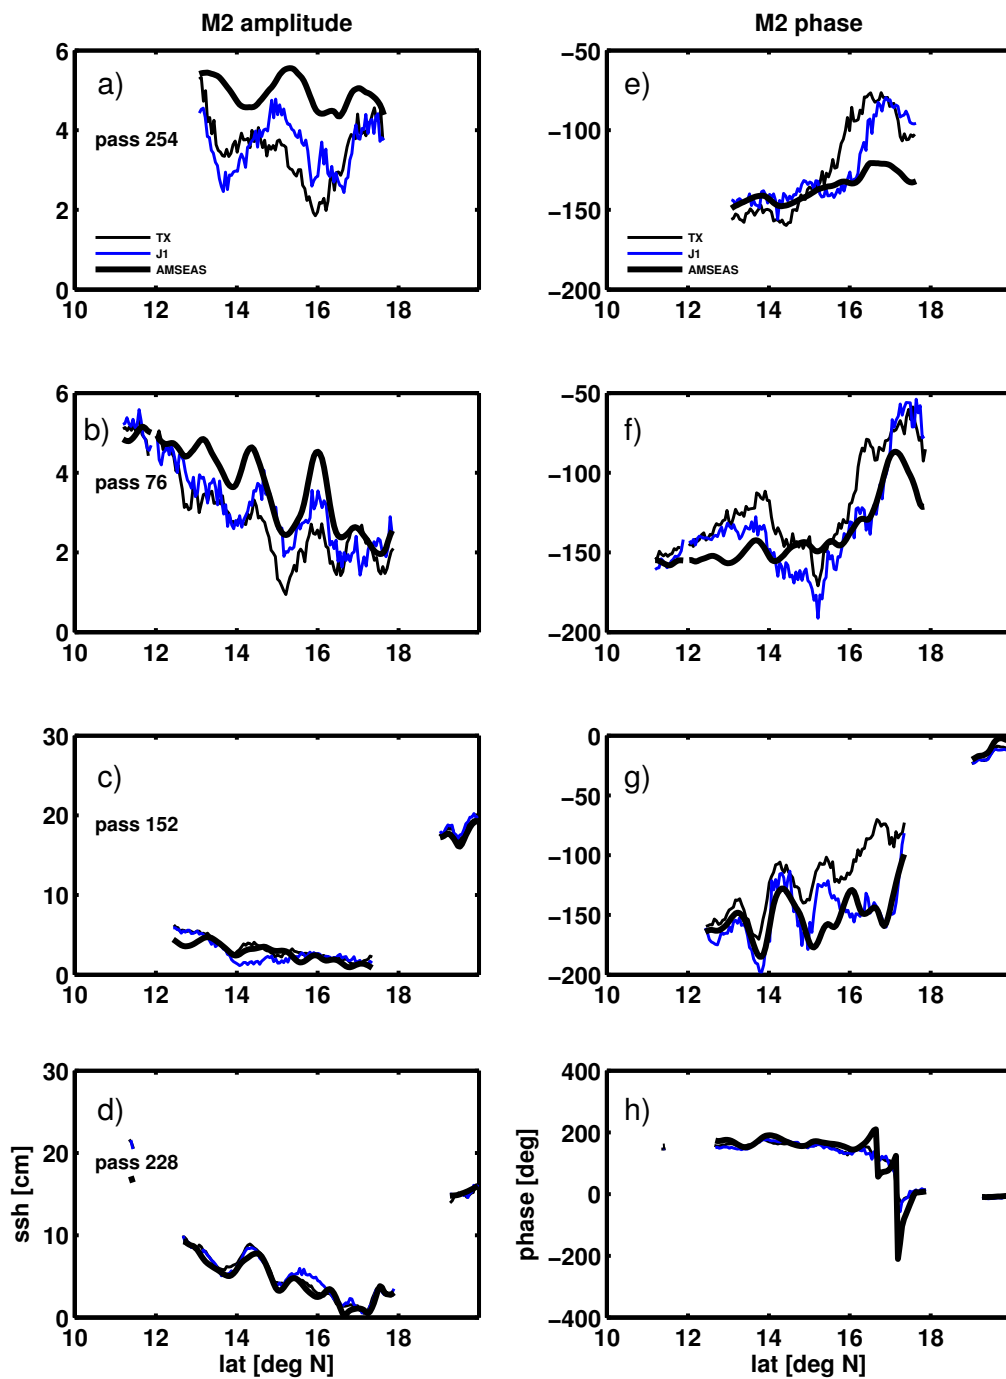 M2 amplitude
M2 phase
6
4
2
0
a)
pass 254
TX
J1
AMSEAS
10 12 14 16 18
−50
−100
−150
−200
e)
TX
J1
AMSEAS
10 12 14 16 18
6
4
2
0
b)
pass 76
10 12 14 16 18
−50
−100
−150
−200
f)
10 12 14 16 18
30
20
10
0
c)
pass 152
10 12 14 16 18
0
−50
−100
−150
−200
g)
10 12 14 16 18
30
20
10
0
ssh [cm]
d)
pass 228
10 12 14 16 18
lat [deg N]
400
200
0
−200
−400
phase [deg]
h)
10 12 14 16 18
lat [deg N]